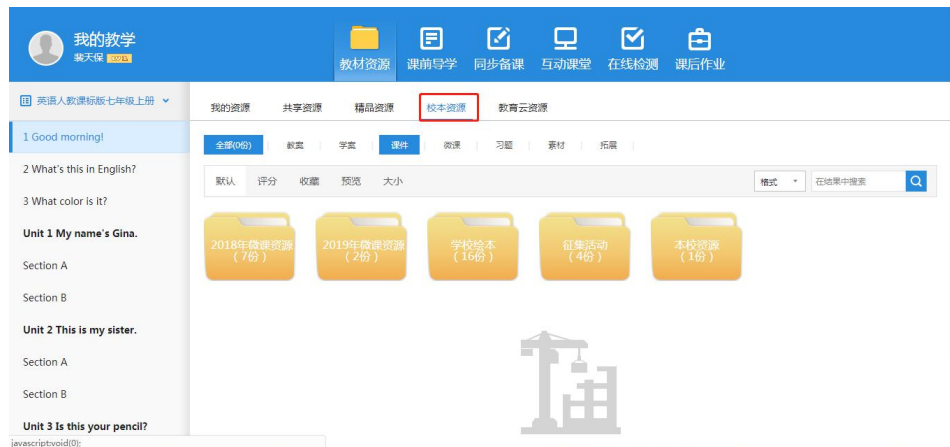 我的教学
裴天保
教材资源 课前导学 同步备课 互动课堂 在线检测 课后作业
英语人教课标版七年级上册
我的资源 共享资源 精品资源 校本资源 教育云资源
1 Good morning!
全部(0份) 教案 学案 课件 微课 习题 素材 拓展
2 What's this in English?
默认 评分 收藏 预览 大小 格式 在结果中搜索
3 What color is it?
Unit 1 My name's Gina.
2018年微课资源
（7份）
2019年微课资源
（2份）
学校绘本
（16份）
征集活动
（4份）
本校资源
（1份）
Section A
Section B
Unit 2 This is my sister.
Section A
Section B
Unit 3 Is this your pencil?
javascript:void(0);